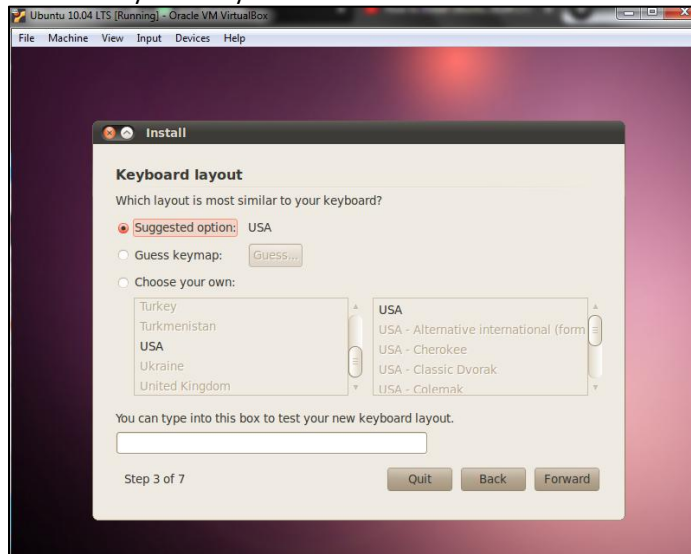 Ubuntu 10.04 LTS [Running] - Oracle VM VirtualBox
File Machine View Input Devices Help
Install
Keyboard layout
Which layout is most similar to your keyboard?
Suggested option: USA
Guess keymap: Guess...
Choose your own:
Turkey
Turkmenistan
USA
Ukraine
United Kingdom
USA
USA - Alternative international (form
USA - Cherokee
USA - Classic Dvorak
USA - Colemak
You can type into this box to test your new keyboard layout.
Step 3 of 7
Quit Back Forward